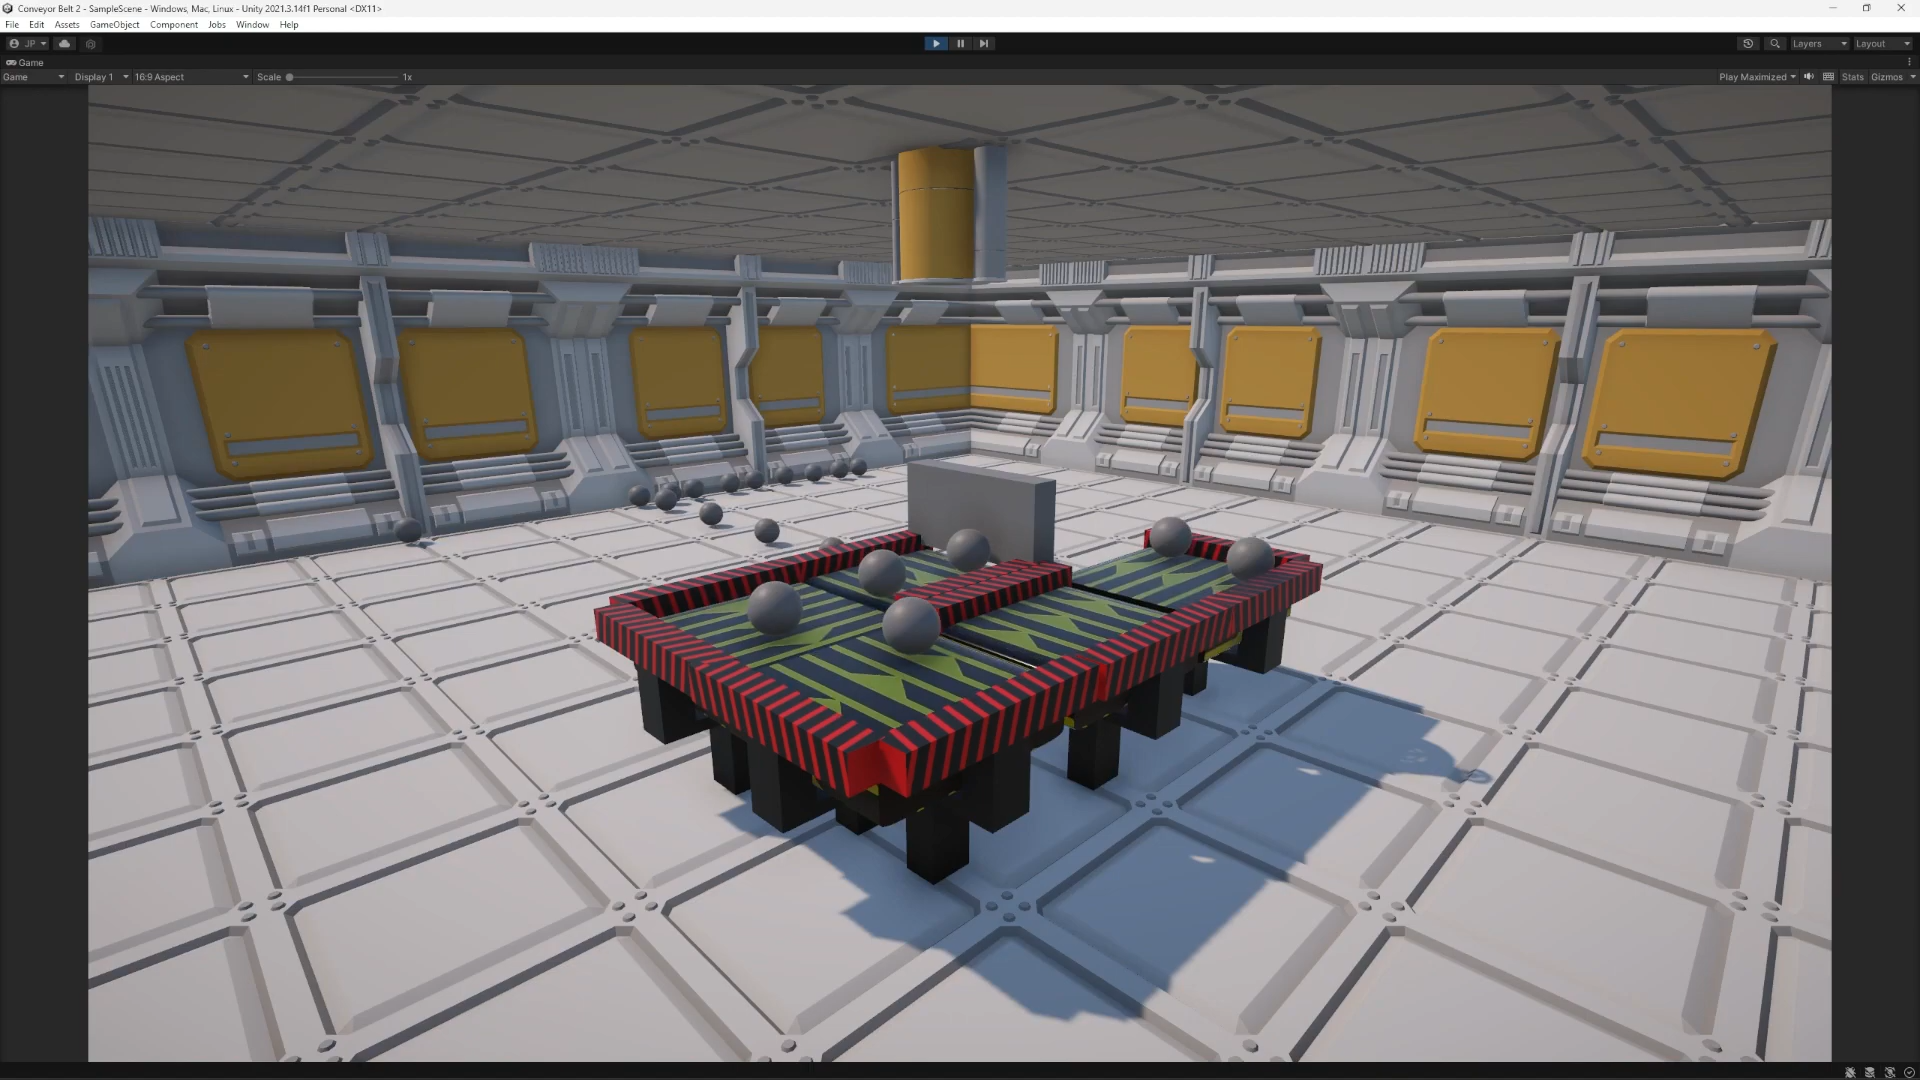 Conveyor Belt 2 - SampleScene - Windows, Mac, Linux - Unity 2021.3.14f1 Personal <DX11>
File Edit Assets GameObject Component Jobs Window Help
JP Layers Layout
Game
Game Display 1 16:9 Aspect Scale 1x Play Maximized Stats Gizmos